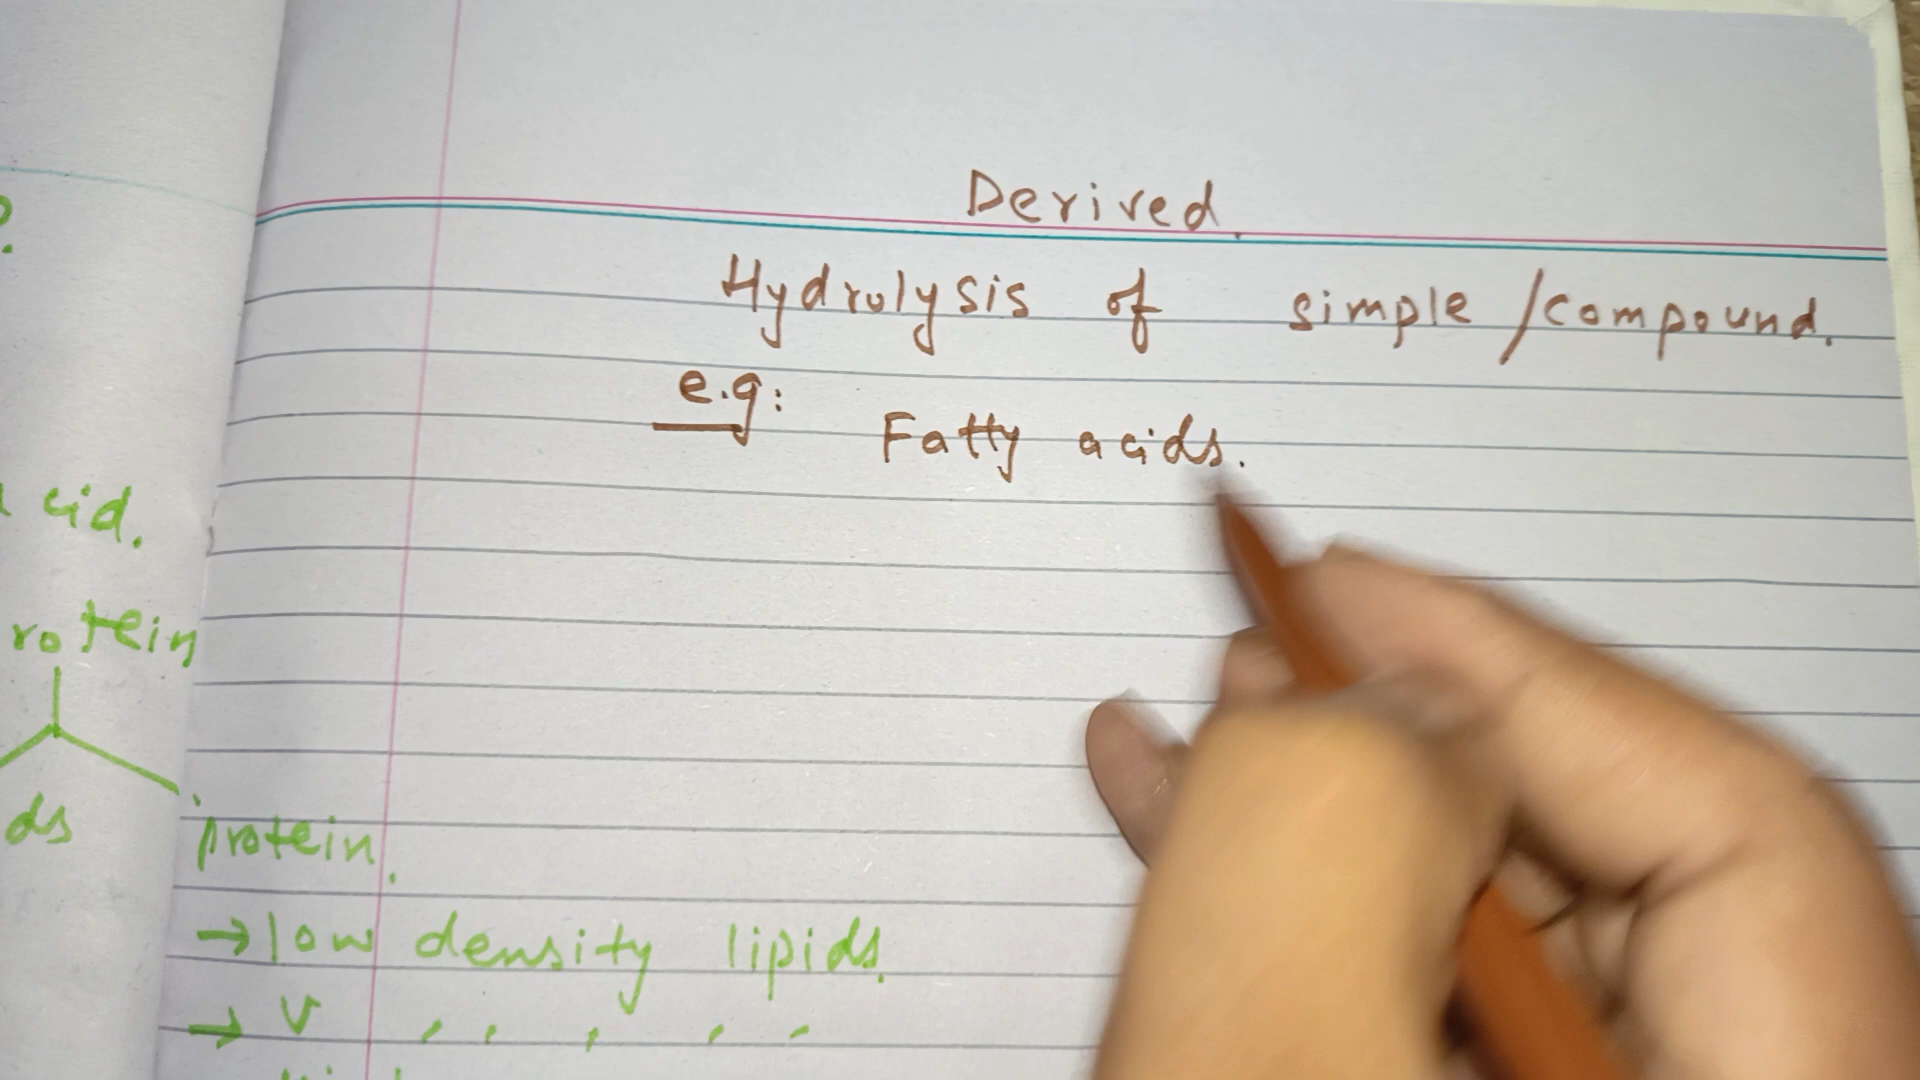 Derived.
Hydrolysis of simple/compound.
e.g:
Fatty acids.
cid.
rotein
ds
protein.
→ low density lipids.
→ V , , , , ,